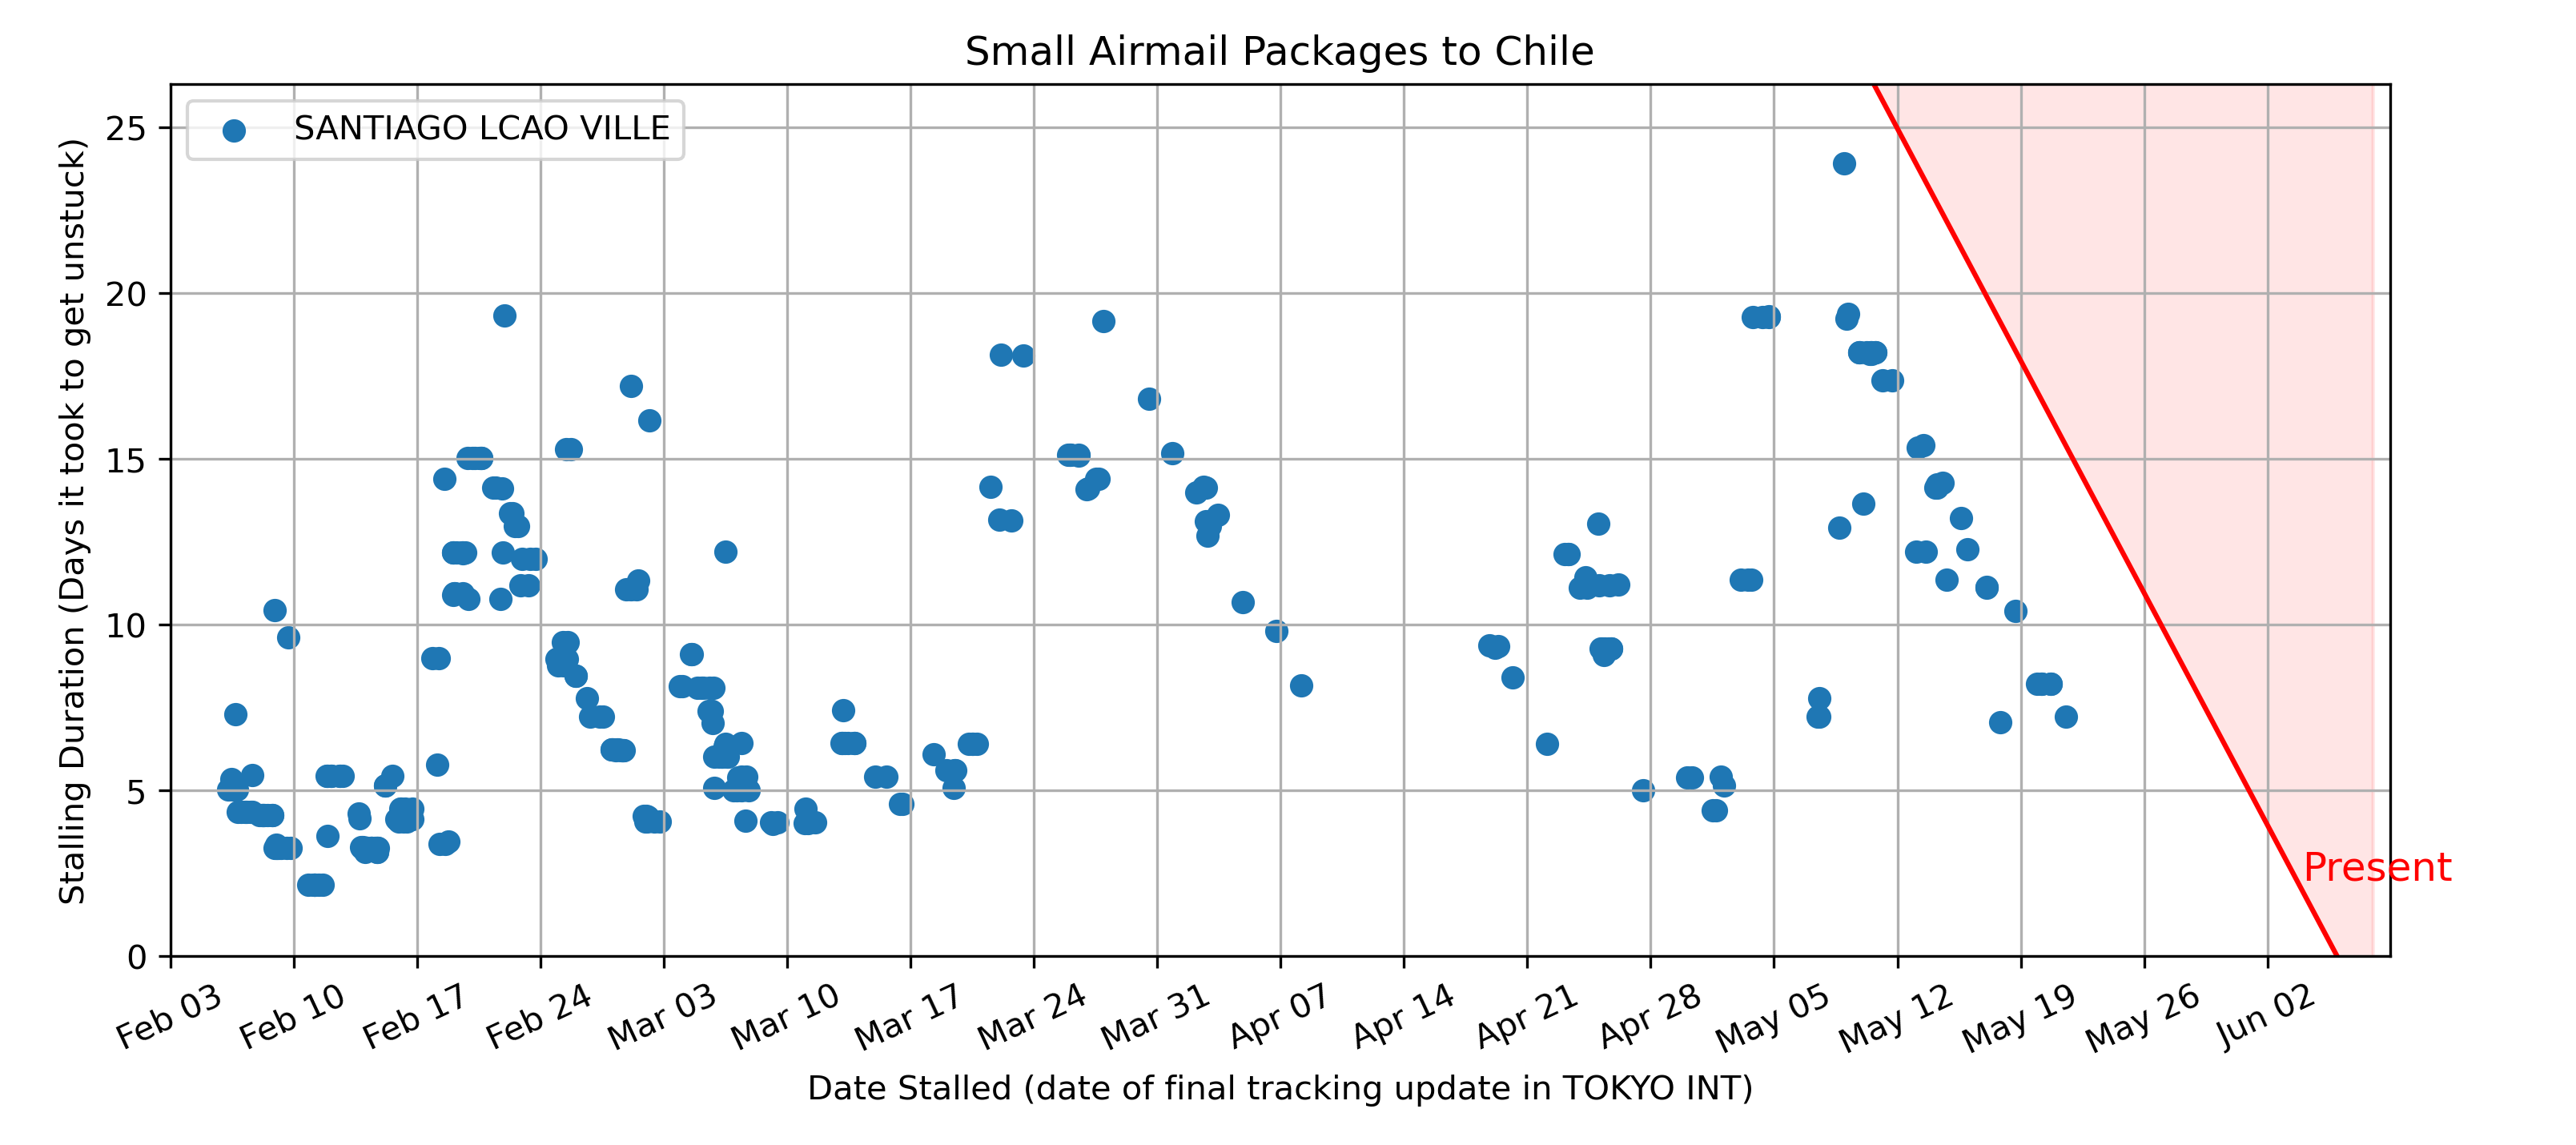 Small Airmail Packages to Chile
SANTIAGO LCAO VILLE
Stalling Duration (Days it took to get unstuck)
25
20
15
10
5
0
Present
Feb 03
Feb 10
Feb 17
Feb 24
Mar 03
Mar 10
Mar 17
Mar 24
Mar 31
Apr 07
Apr 14
Apr 21
Apr 28
May 05
May 12
May 19
May 26
Jun 02
Date Stalled (date of final tracking update in TOKYO INT)